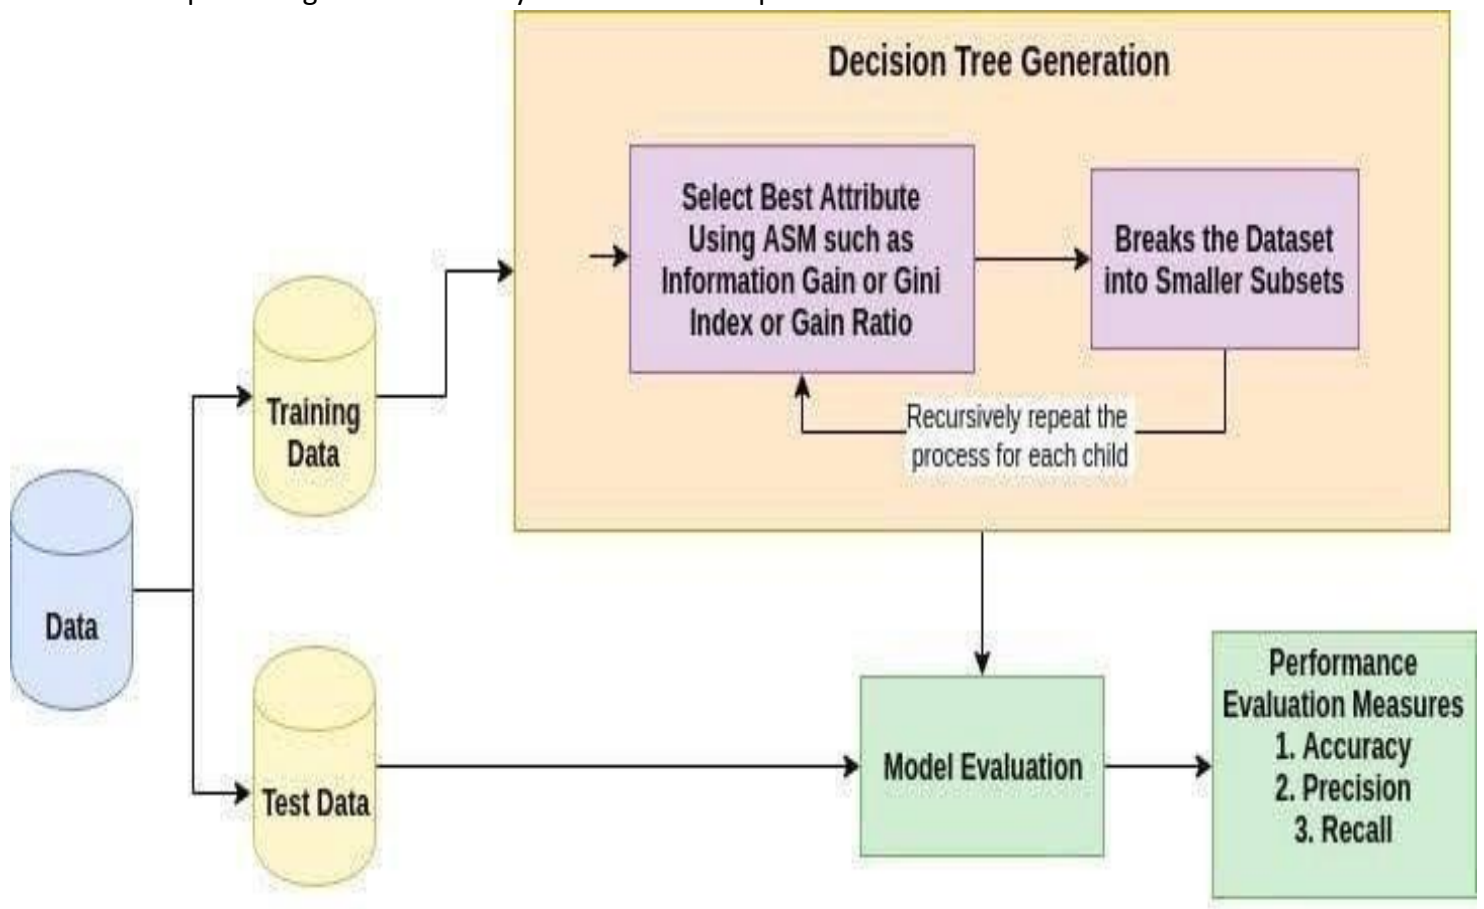 Decision Tree Generation
Select Best Attribute
Using ASM such as
Information Gain or Gini
Index or Gain Ratio
Breaks the Dataset
into Smaller Subsets
Recursively repeat the
process for each child
Training
Data
Data
Test Data
Model Evaluation
Performance
Evaluation Measures
1. Accuracy
2. Precision
3. Recall